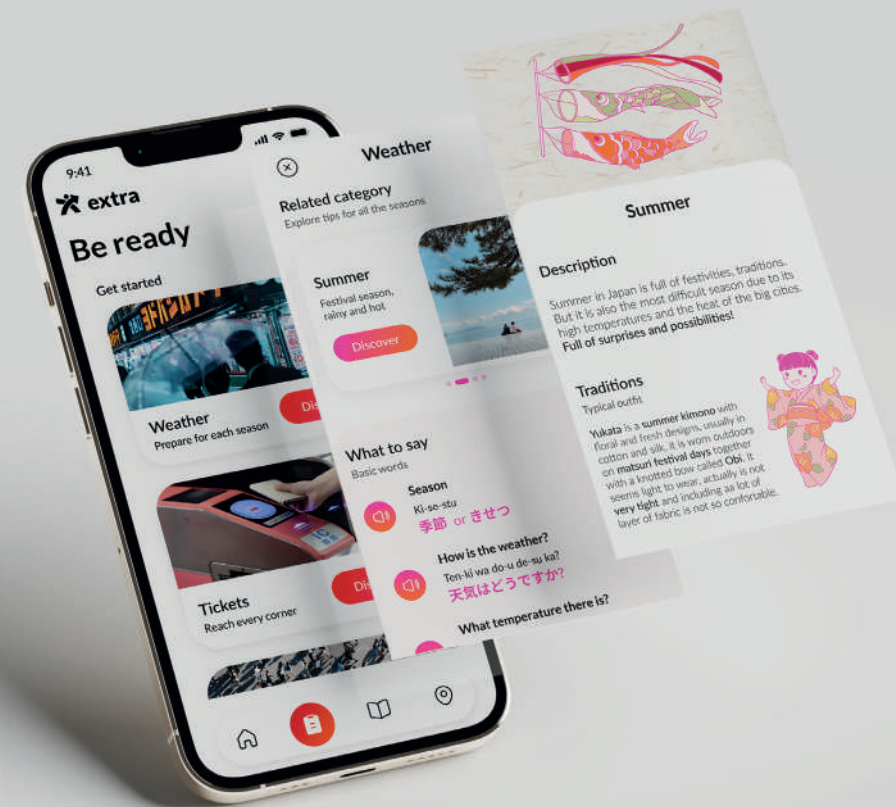 9:41
extra
Be ready
Get started
Weather
Prepare for each season
Tickets
Reach every corner
Weather
Related category
Explore tips for all the seasons
Summer
Festival season,
rainy and hot
Discover
What to say
Basic words
Season
Ki-se-stu
季節 or きせつ
How is the weather?
Ten-ki wa do-u de-su ka?
天気はどうですか?
What temperature there is?
Summer
Description
Summer in Japan is full of festivities, traditions.
But it is also the most difficult season due to its
high temperatures and the heat of the big cities.
Full of surprises and possibilities!
Traditions
Typical outfit
Yukata is a summer kimono with
floral and fresh designs, usually in
cotton and silk, it is worn outdoors
on matsuri festival days together
with a knotted bow called Obi. It
seems light to wear, actually is not
very tight and including aa lot of
layer of fabric is not so confortable.